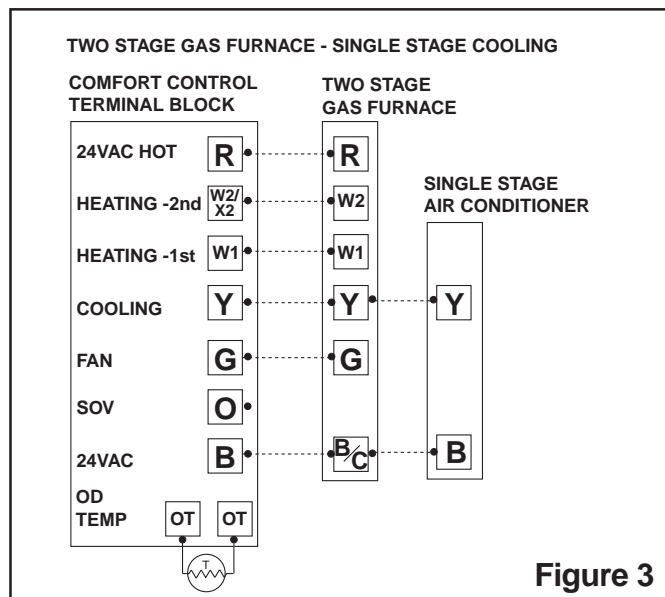 TWO STAGE GAS FURNACE - SINGLE STAGE COOLING
COMFORT CONTROL
TERMINAL BLOCK
TWO STAGE
GAS FURNACE
SINGLE STAGE
AIR CONDITIONER
24VAC HOT R R
HEATING -2nd W2/X2 W2
HEATING -1st W1 W1
COOLING Y Y Y
FAN G G
SOV O
24VAC B B/C B
OD
TEMP OT OT
T
Figure 3